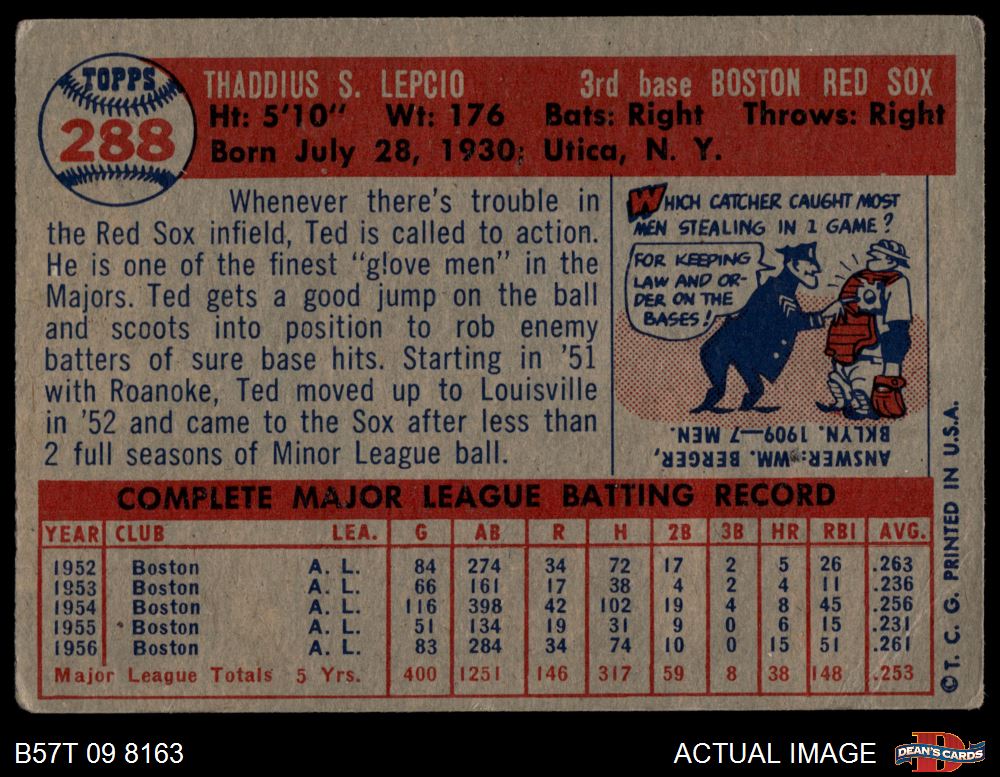 TOPPS
288
THADDIUS S. LEPCIO 3rd base BOSTON RED SOX
Ht: 5'10" Wt: 176 Bats: Right Throws: Right
Born July 28, 1930; Utica, N. Y.
Whenever there's trouble in
the Red Sox infield, Ted is called to action.
He is one of the finest "glove men" in the
Majors. Ted gets a good jump on the ball
and scoots into position to rob enemy
batters of sure base hits. Starting in '51
with Roanoke, Ted moved up to Louisville
in '52 and came to the Sox after less than
2 full seasons of Minor League ball.
WHICH CATCHER CAUGHT MOST
MEN STEALING IN 1 GAME?
FOR KEEPING
LAW AND OR-
DER ON THE
BASES!
ANSWER: WM. BERGER,
BKLYN. 1909—7 MEN.
COMPLETE MAJOR LEAGUE BATTING RECORD
YEAR CLUB LEA. G AB R H 2B 3B HR RBI AVG.
1952 Boston A. L. 84 274 34 72 17 2 5 26 .263
1953 Boston A. L. 66 161 17 38 4 2 4 11 .236
1954 Boston A. L. 116 398 42 102 19 4 8 45 .256
1955 Boston A. L. 51 134 19 31 9 0 6 15 .231
1956 Boston A. L. 83 284 34 74 10 0 15 51 .261
Major League Totals 5 Yrs. 400 1251 146 317 59 8 38 148 .253
© T. C. G. PRINTED IN U.S.A.
B57T 09 8163
ACTUAL IMAGE
D
DEAN'S CARDS